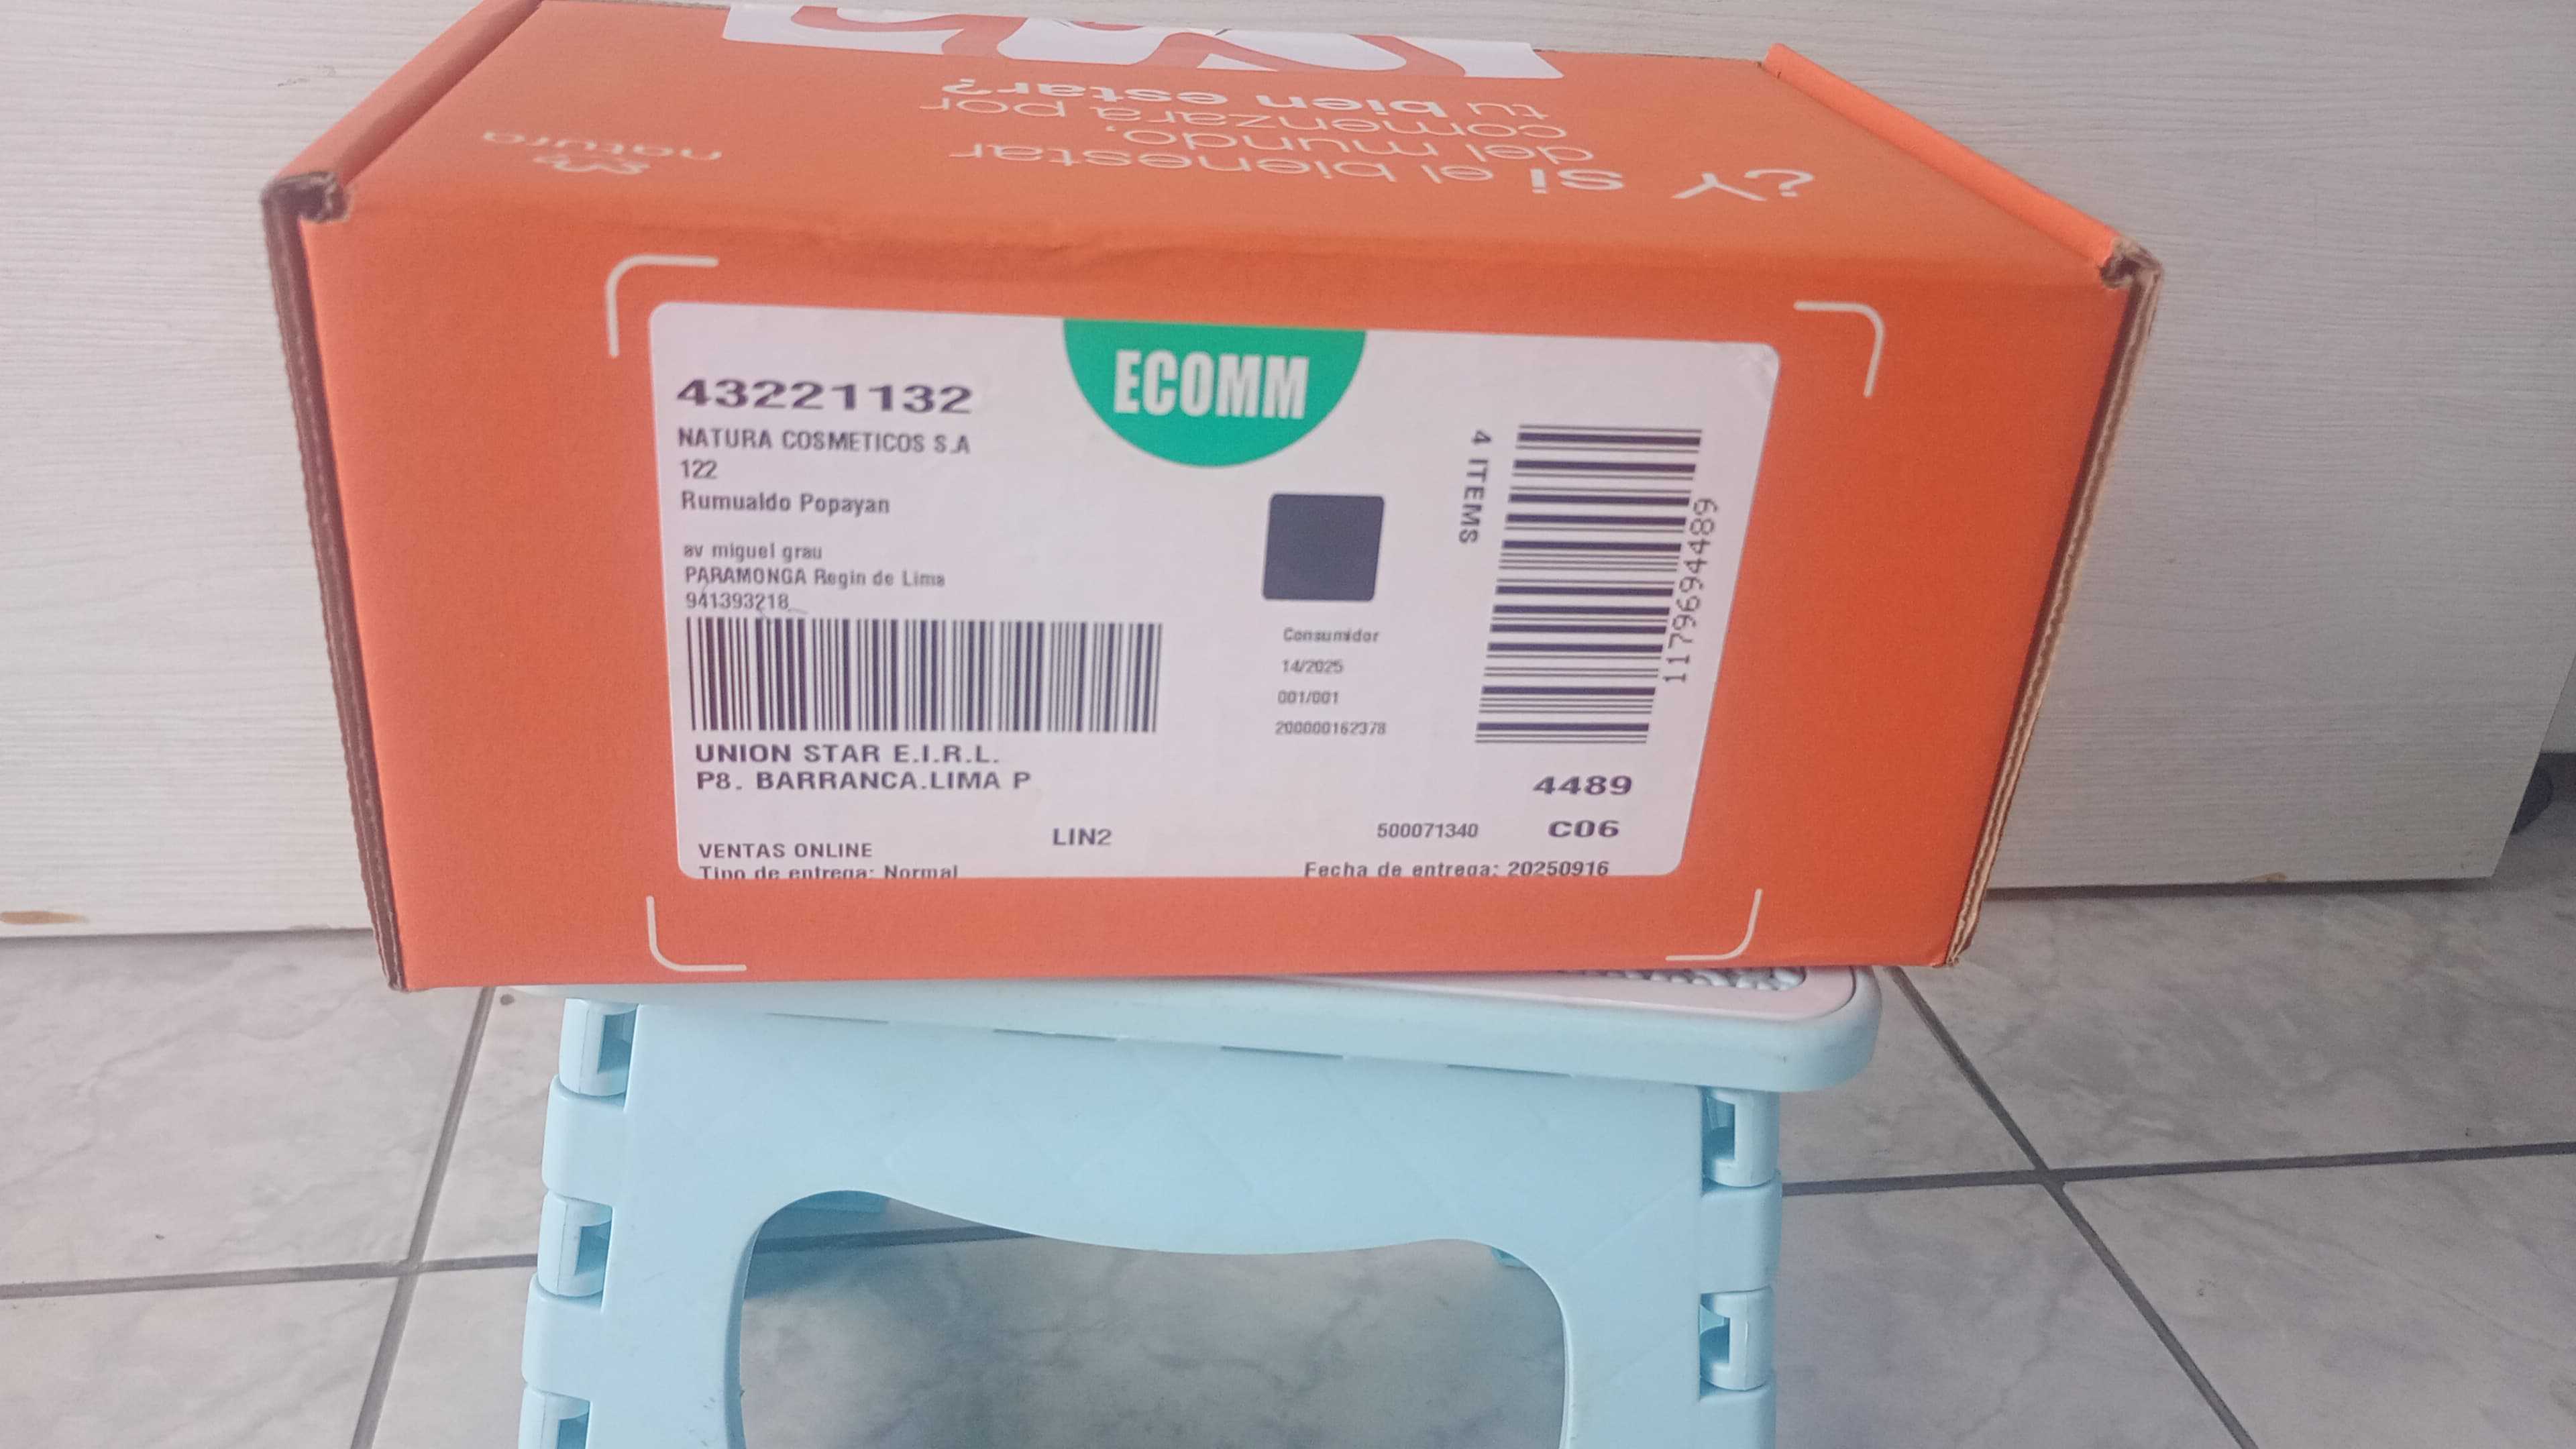 ¿Y si el bienestar
del mundo,
comenzara por
tu bien estar?
natura
ECOMM
43221132
NATURA COSMETICOS S.A
122
Rumualdo Popayan
av miguel grau
PARAMONGA Regin de Lima
941393218
4 ITEMS
117969944489
Consumidor
14/2025
001/001
200000162378
UNION STAR E.I.R.L.
P8. BARRANCA.LIMA P
4489
LIN2
500071340
C06
VENTAS ONLINE
Tipo de entrega: Normal
Fecha de entrega: 20250916